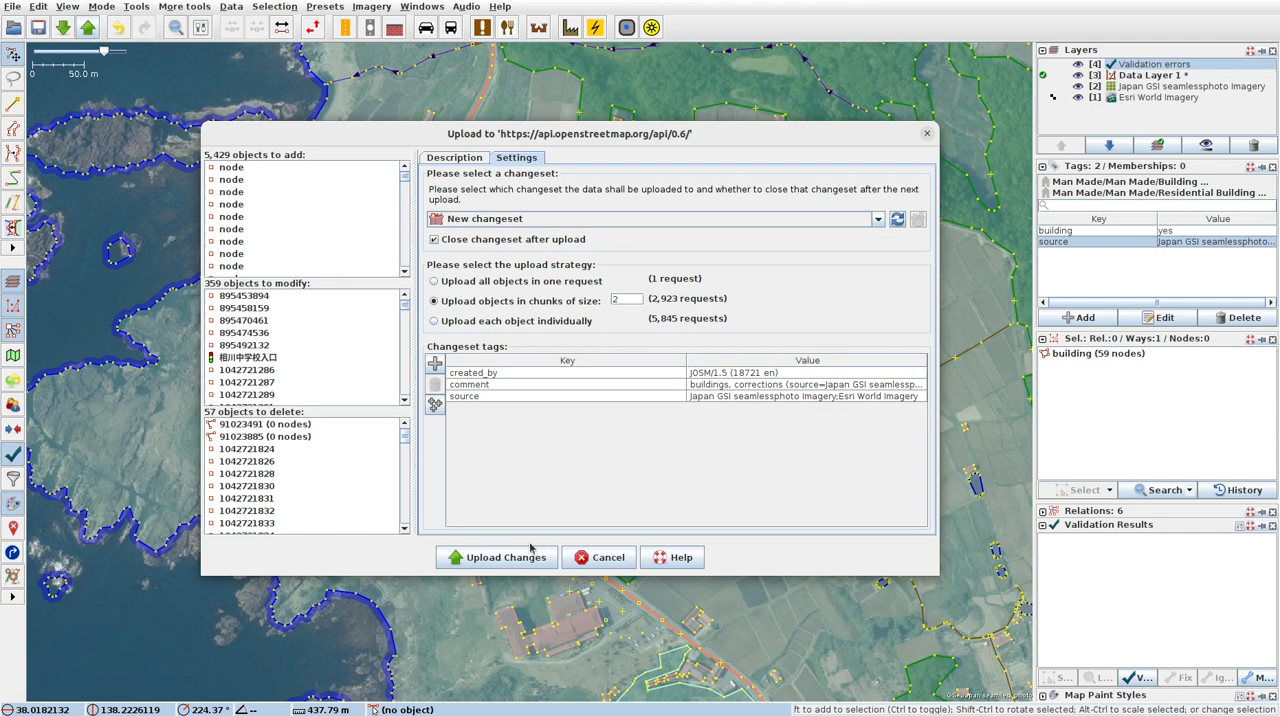 File Edit View Mode Tools More tools Data Selection Presets Imagery Windows Audio Help
0 50.0 m
Upload to 'https://api.openstreetmap.org/api/0.6/'
5,429 objects to add:
node
node
node
node
node
node
node
node
node
359 objects to modify:
895453894
895458159
895470461
895474536
895492132
相川中学校入口
1042721286
1042721287
1042721289
57 objects to delete:
91023491 (0 nodes)
91023885 (0 nodes)
1042721824
1042721826
1042721828
1042721830
1042721831
1042721832
1042721833
Description Settings
Please select a changeset:
Please select which changeset the data shall be uploaded to and whether to close that changeset after the next
upload.
New changeset
Close changeset after upload
Please select the upload strategy:
Upload all objects in one request (1 request)
Upload objects in chunks of size: 2 (2,923 requests)
Upload each object individually (5,845 requests)
Changeset tags:
Key Value
created_by JOSM/1.5 (18721 en)
comment buildings, corrections (source=Japan GSI seamlessp...
source Japan GSI seamlessphoto Imagery;Esri World Imagery
Upload Changes Cancel Help
Layers
[4] Validation errors
[3] Data Layer 1 *
[2] Japan GSI seamlessphoto Imagery
[1] Esri World Imagery
Tags: 2 / Memberships: 0
Man Made/Man Made/Building ...
Man Made/Man Made/Residential Building ...
Key Value
building yes
source Japan GSI seamlessphoto...
Add Edit Delete
Sel.: Rel.:0 / Ways:1 / Nodes:0
building (59 nodes)
Select Search History
Relations: 6
Validation Results
S... L... V... Fix Ig... M...
Map Paint Styles
38.0182132 138.2226119 224.37° -- 437.79 m (no object) ft to add to selection (Ctrl to toggle); Shift-Ctrl to rotate selected; Alt-Ctrl to scale selected; or change selection